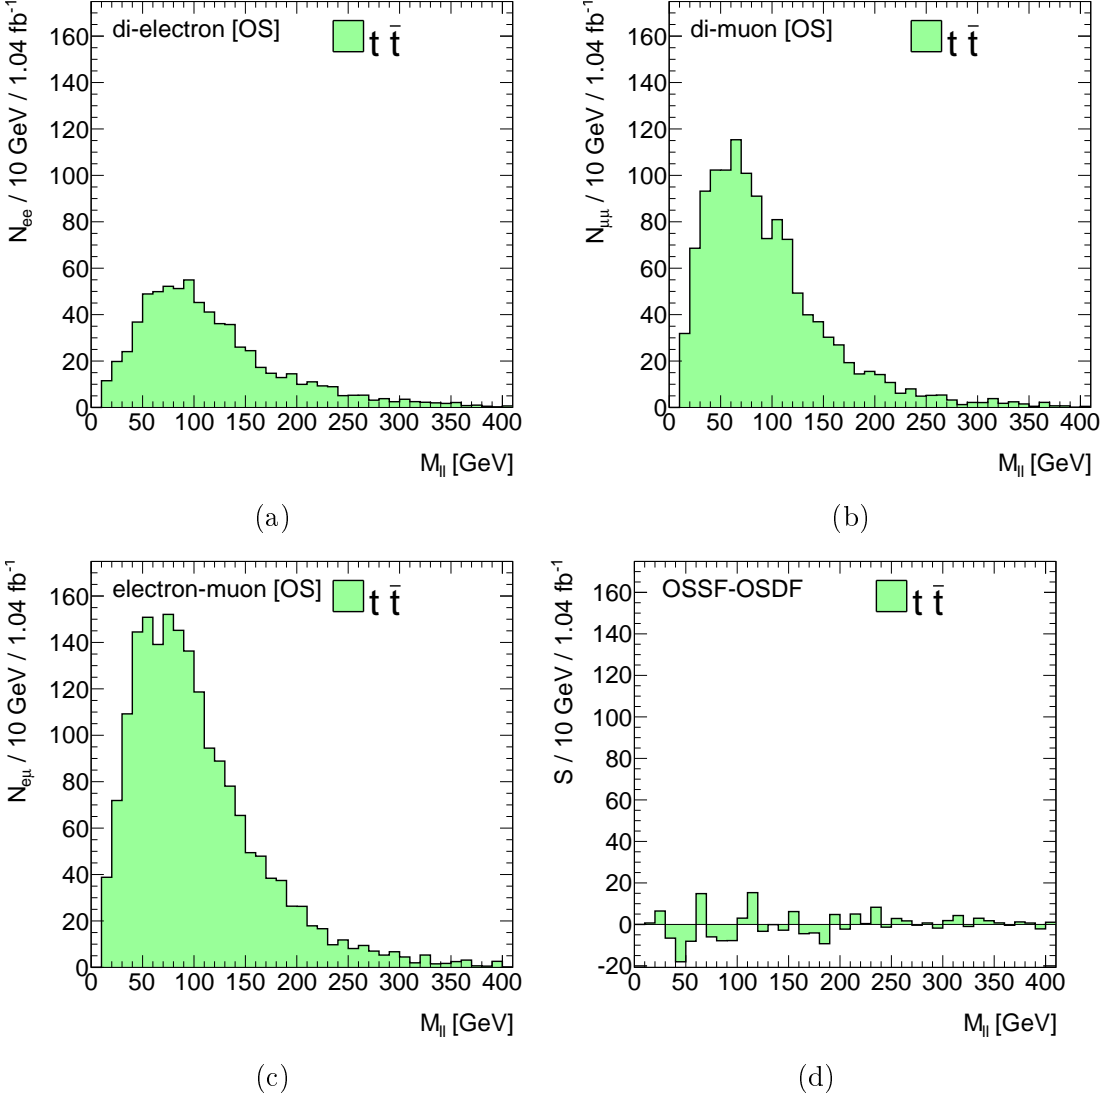 di-electron [OS]
t t̄
N_ee / 10 GeV / 1.04 fb⁻¹
160
140
120
100
80
60
40
20
0
0 50 100 150 200 250 300 350 400
M_ll [GeV]
(a)
di-muon [OS]
t t̄
N_μμ / 10 GeV / 1.04 fb⁻¹
160
140
120
100
80
60
40
20
0
0 50 100 150 200 250 300 350 400
M_ll [GeV]
(b)
electron-muon [OS]
t t̄
N_eμ / 10 GeV / 1.04 fb⁻¹
160
140
120
100
80
60
40
20
0
0 50 100 150 200 250 300 350 400
M_ll [GeV]
(c)
OSSF-OSDF
t t̄
S / 10 GeV / 1.04 fb⁻¹
160
140
120
100
80
60
40
20
0
-20
0 50 100 150 200 250 300 350 400
M_ll [GeV]
(d)